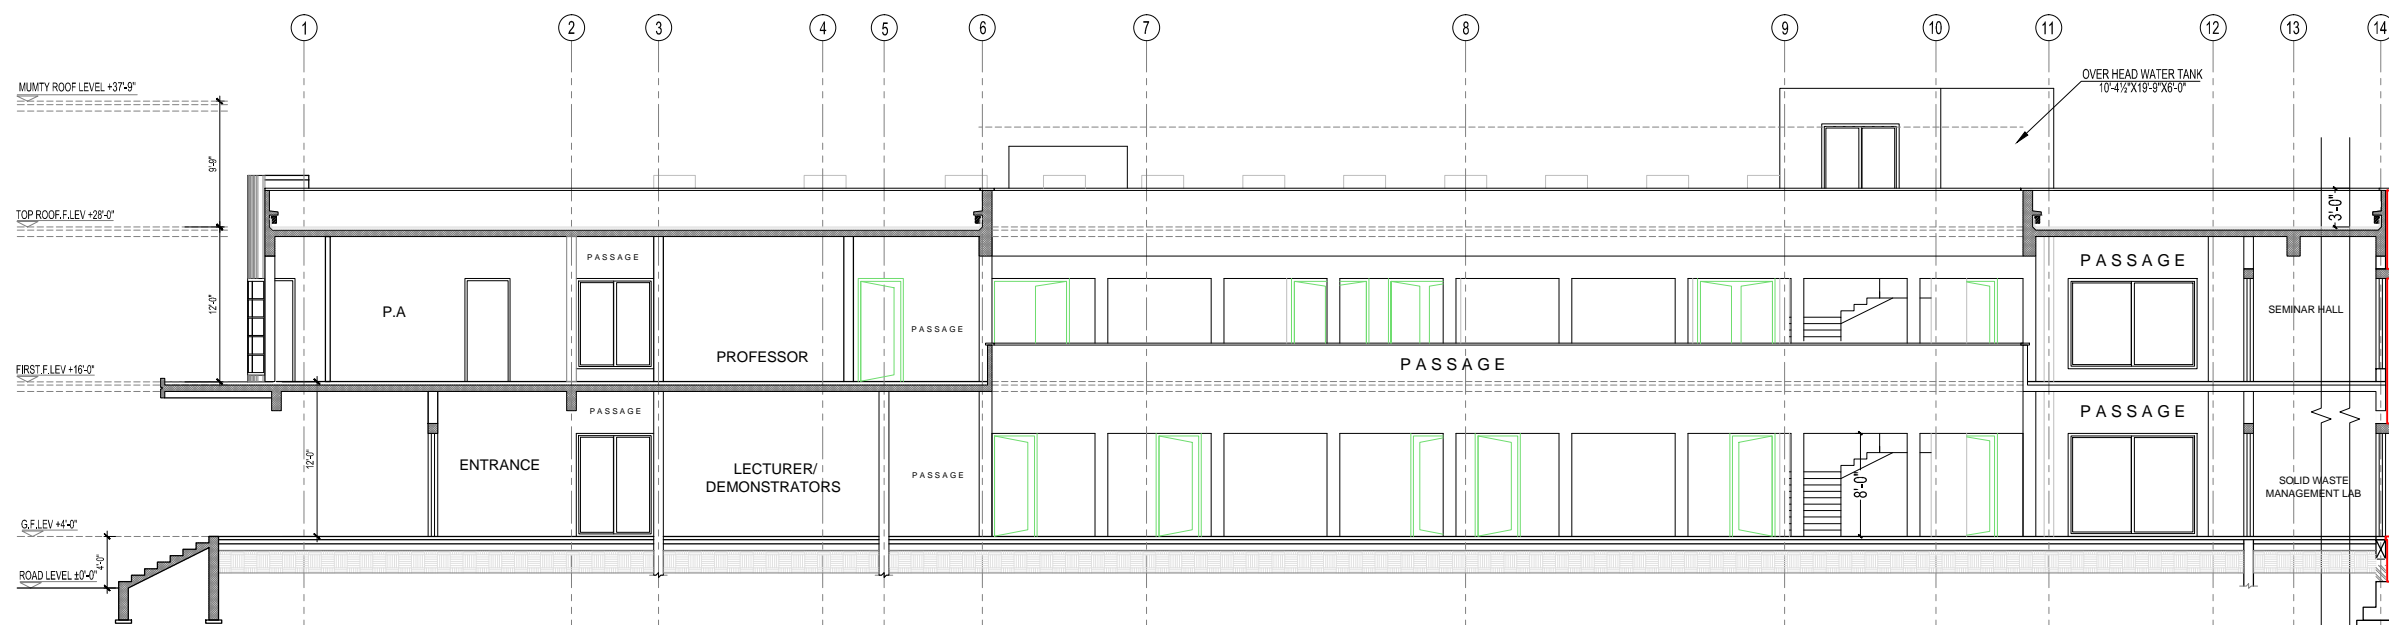 1
2
3
4
5
6
7
8
9
10
11
12
13
14
MUMTY ROOF LEVEL +37'-9"
OVER HEAD WATER TANK
10'-4½"X19'-9"X6'-0"
9'-9"
TOP ROOF.F.LEV +28'-0"
3'-0"
PASSAGE
PASSAGE
12'-0"
P.A
SEMINAR HALL
PASSAGE
PROFESSOR
FIRST.F.LEV +16'-0"
PASSAGE
PASSAGE
PASSAGE
12'-0"
ENTRANCE
LECTURER/
DEMONSTRATORS
PASSAGE
8'-0"
SOLID WASTE
MANAGEMENT LAB
G.F.LEV +4'-0"
4'-0"
ROAD LEVEL ±0'-0"